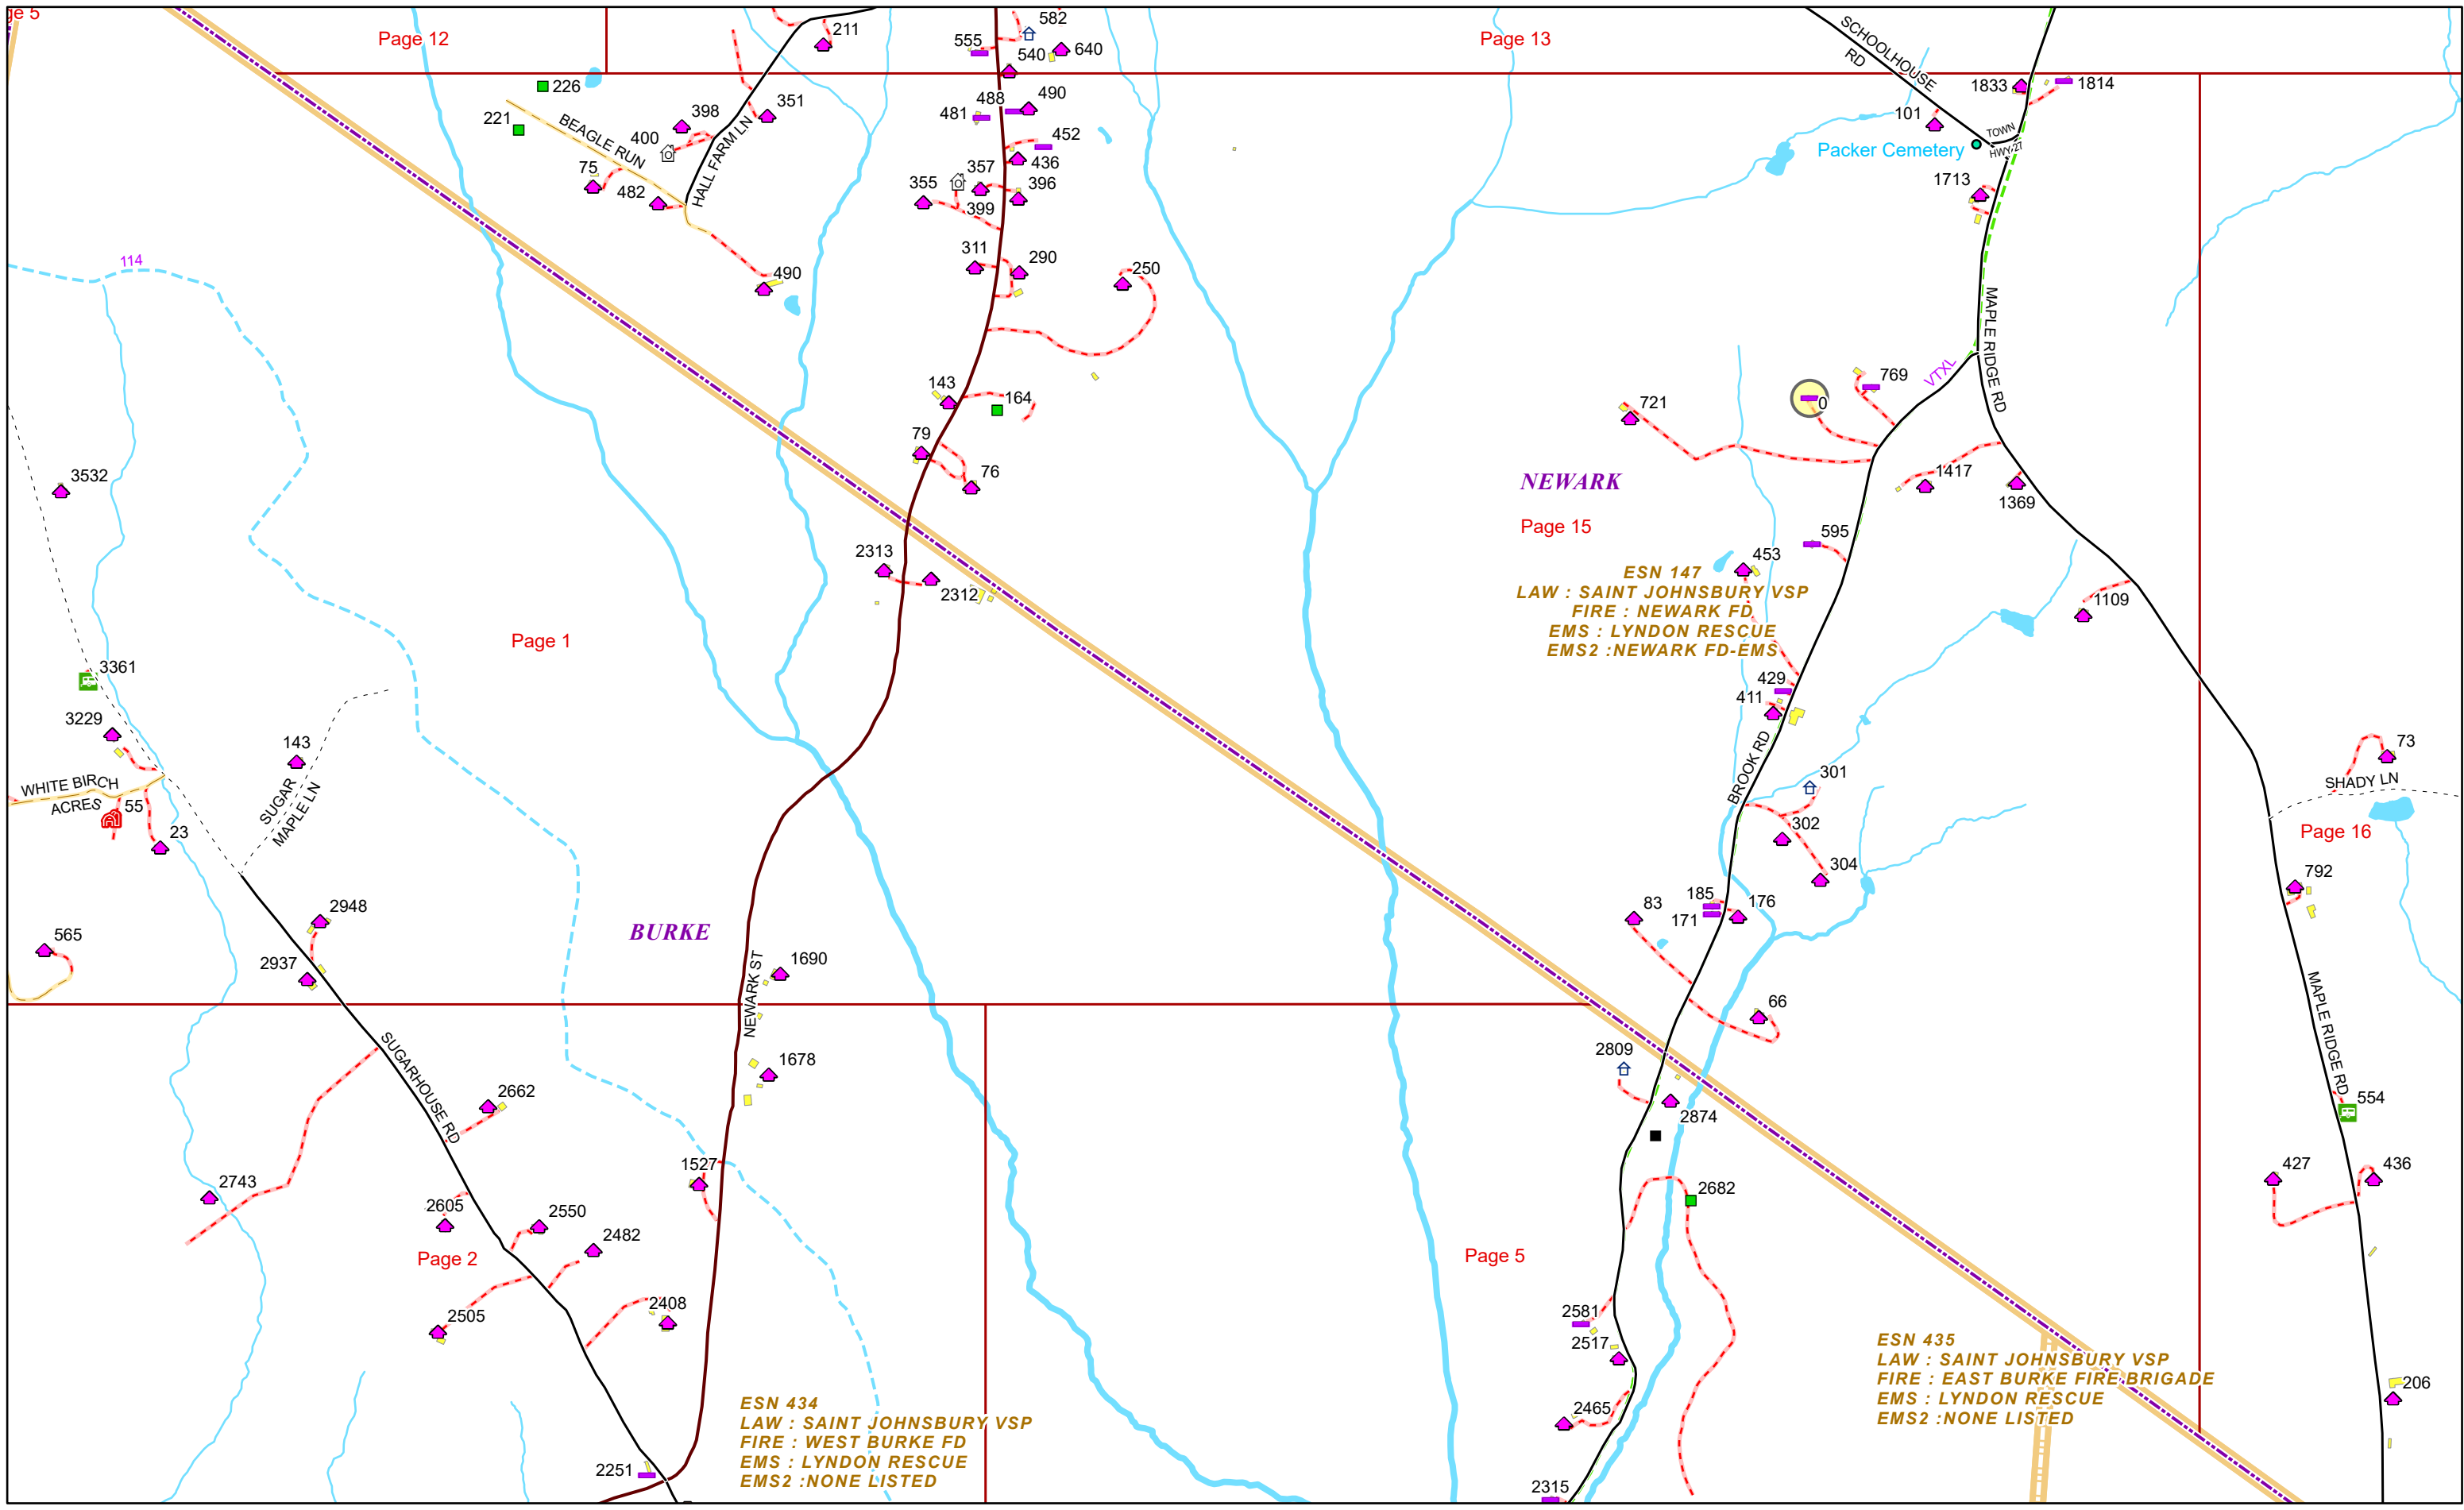 ge 5
Page 12
211
582
555
540
640
Page 13
SCHOOLHOUSE
RD
226
221
BEAGLE RUN
398
400
351
HALL FARM LN
75
482
490
488
490
481
452
436
357
355
396
399
311
290
250
1833
1814
101
TOWN
HWY 27
Packer Cemetery
1713
MAPLE RIDGE RD
VTXL
114
143
164
79
76
769
0
721
1417
1369
NEWARK
Page 15
595
453
3532
2313
2312
ESN 147
LAW : SAINT JOHNSBURY VSP
FIRE : NEWARK FD
EMS : LYNDON RESCUE
EMS2 :NEWARK FD-EMS
1109
Page 1
3361
3229
429
411
BROOK RD
143
WHITE BIRCH
ACRES
55
23
SUGAR
MAPLE LN
73
SHADY LN
301
302
304
Page 16
792
185
171
176
83
2948
2937
565
BURKE
1690
NEWARK ST
66
MAPLE RIDGE RD
SUGARHOUSE RD
1678
2809
2874
2662
554
1527
2743
2605
2550
2482
2682
427
436
Page 2
Page 5
2505
2408
2581
2517
ESN 435
LAW : SAINT JOHNSBURY VSP
FIRE : EAST BURKE FIRE BRIGADE
EMS : LYNDON RESCUE
EMS2 :NONE LISTED
206
2465
ESN 434
LAW : SAINT JOHNSBURY VSP
FIRE : WEST BURKE FD
EMS : LYNDON RESCUE
EMS2 :NONE LISTED
2251
2315